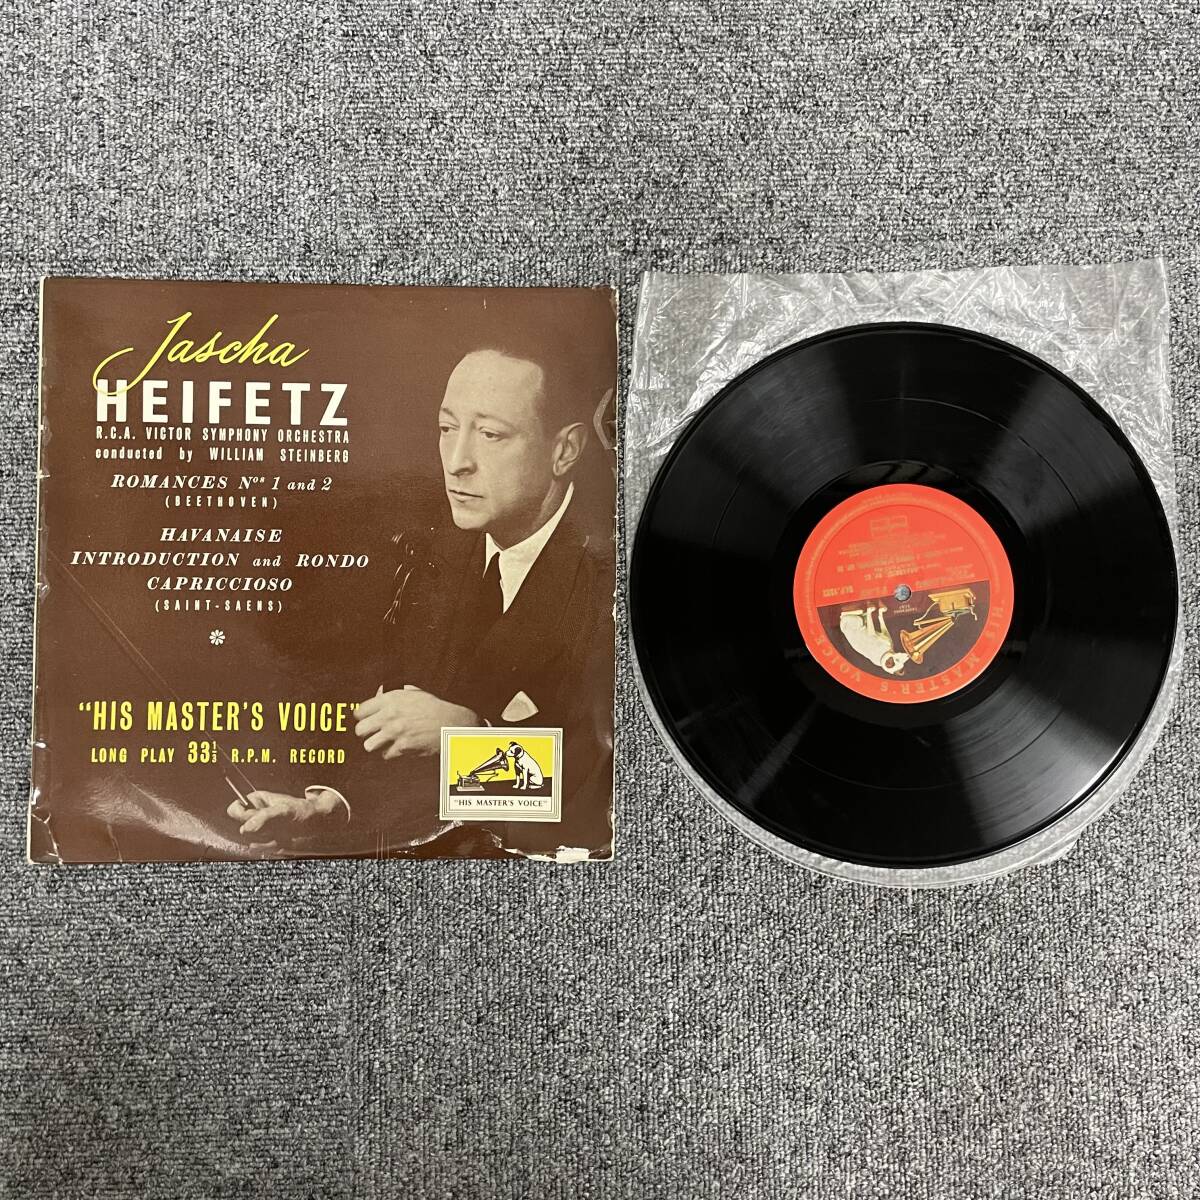 Jascha
HEIFETZ
R.C.A. VICTOR SYMPHONY ORCHESTRA
conducted by WILLIAM STEINBERG
ROMANCES Nos 1 and 2
(BEETHOVEN)
HAVANAISE
INTRODUCTION and RONDO
CAPRICCIOSO
(SAINT-SAENS)
"HIS MASTER'S VOICE"
LONG PLAY 33⅓ R.P.M. RECORD
"HIS MASTER'S VOICE"
HIS MASTER'S VOICE